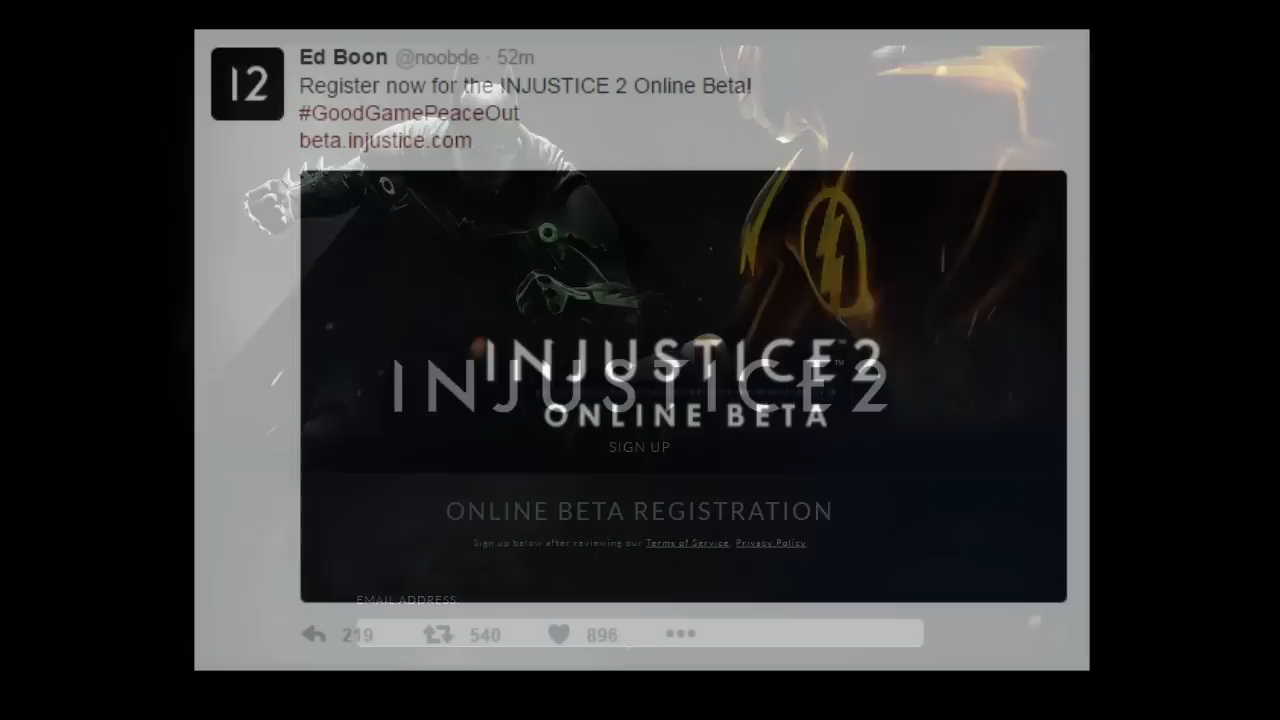 12
Ed Boon @noobde · 52m
Register now for the INJUSTICE 2 Online Beta!
#GoodGamePeaceOut
beta.injustice.com
INJUSTICE 2™
INJUSTICE 2™
ONLINE BETA
SIGN UP
ONLINE BETA REGISTRATION
Sign up below after reviewing our Terms of Service, Privacy Policy
EMAIL ADDRESS:
219 540 896